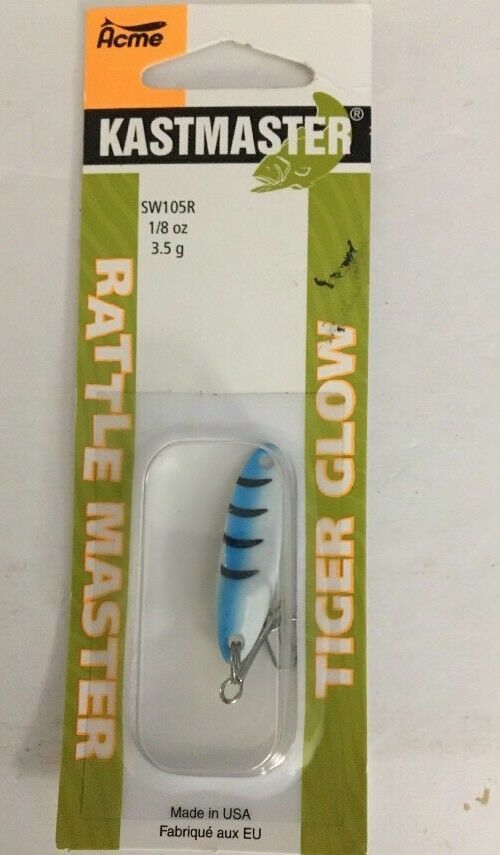 Acme
KASTMASTER®
SW105R
1/8 oz
3.5 g
RATTLE MASTER
TIGER GLOW
Made in USA
Fabriqué aux EU